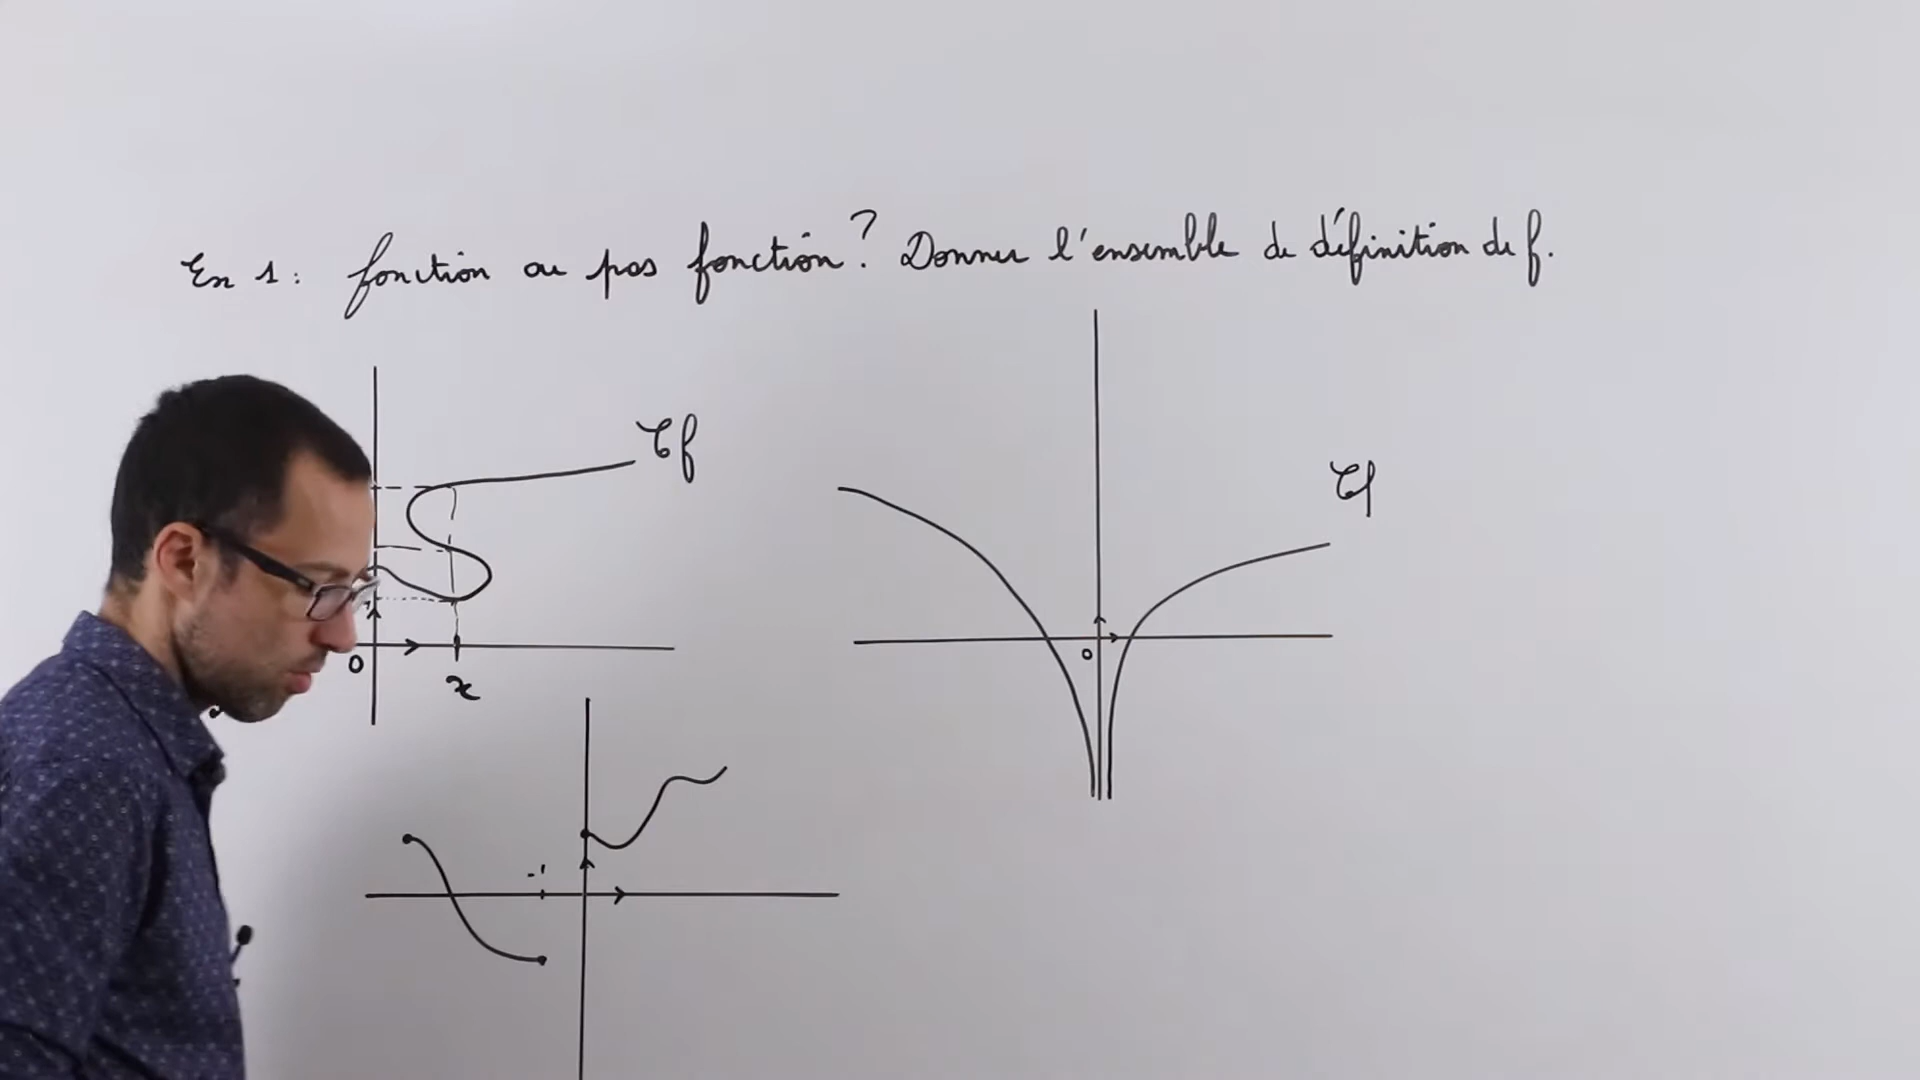 Ex 1: fonction ou pas fonction? Donner l'ensemble de définition de f.
Cf
0
x
Cf
0
-1